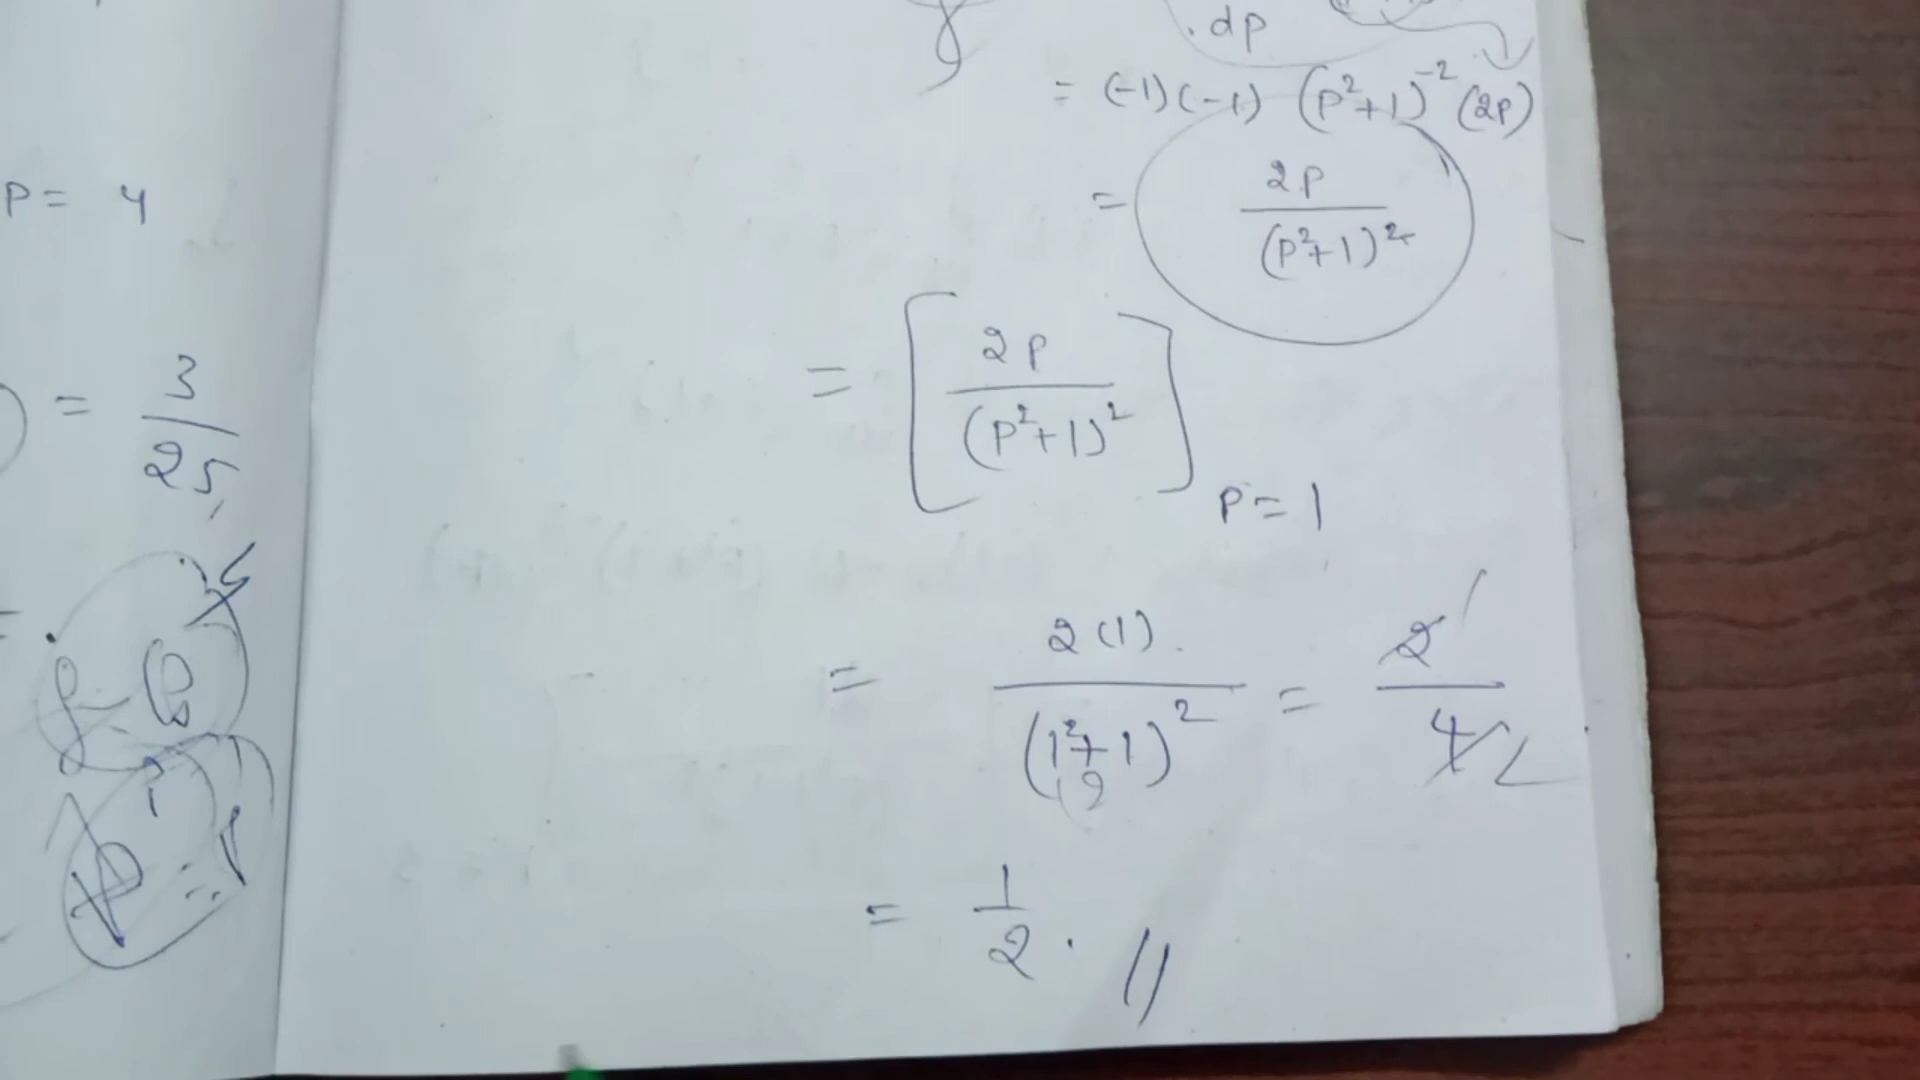 . dp
= (-1)(-1) (p²+1)⁻² (2p)
= 2p / (p²+1)²
= [ 2p / (p²+1)² ] p=1
= 2(1) / (1²+1)² = 2 / 4
= 1/2 . //
P = 4
= 3/25